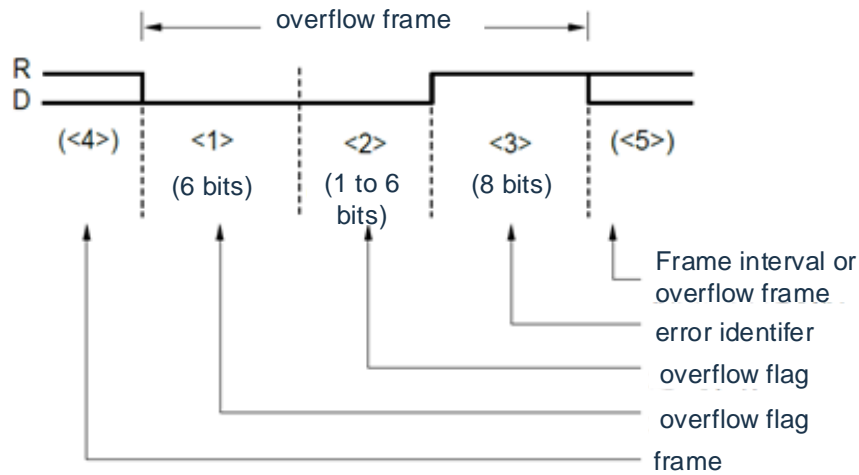 overflow frame
R
D
(<4>)
<1>
<2>
<3>
(<5>)
(6 bits)
(1 to 6
bits)
(8 bits)
Frame interval or
overflow frame
error identifer
overflow flag
overflow flag
frame